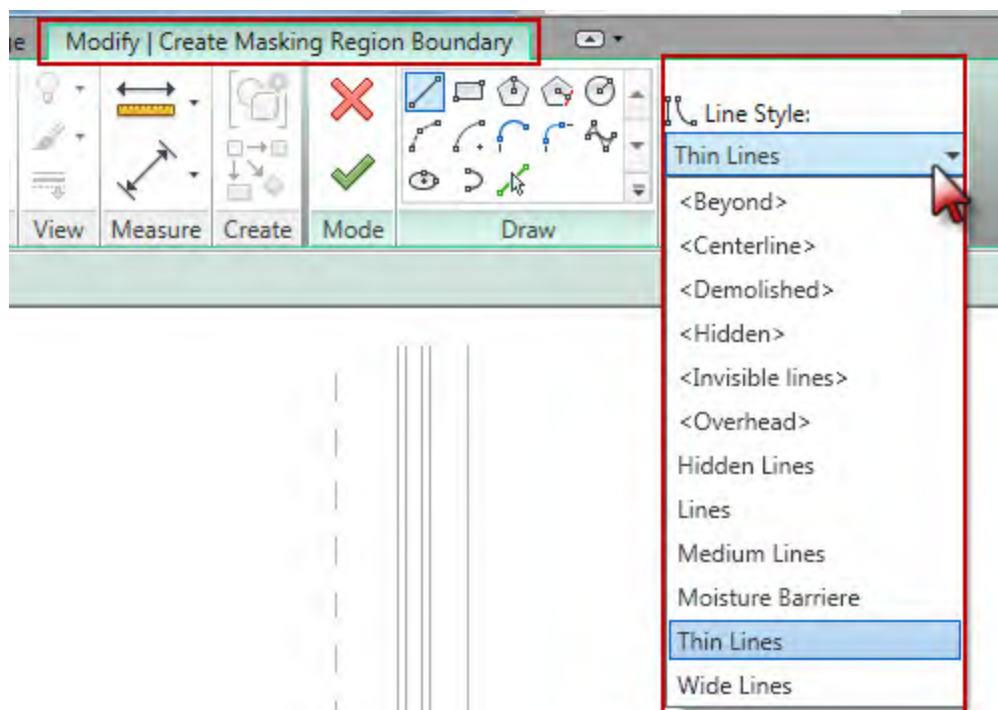 e
Modify | Create Masking Region Boundary
Line Style:
Thin Lines
View
Measure
Create
Mode
Draw
<Beyond>
<Centerline>
<Demolished>
<Hidden>
<Invisible lines>
<Overhead>
Hidden Lines
Lines
Medium Lines
Moisture Barriere
Thin Lines
Wide Lines